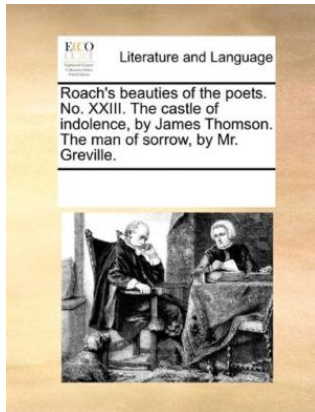 ECCO
Literature and Language
Roach's beauties of the poets.
No. XXIII. The castle of
indolence, by James Thomson.
The man of sorrow, by Mr.
Greville.